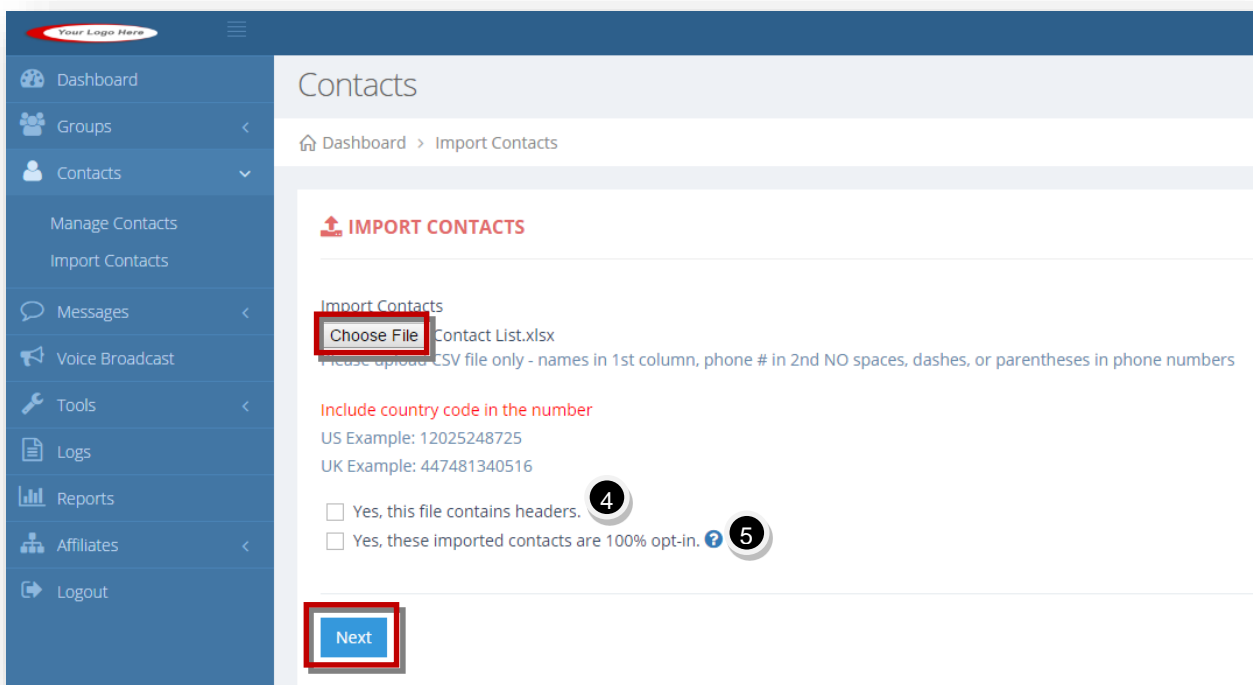 Your Logo Here
Dashboard
Groups
Contacts
Manage Contacts
Import Contacts
Messages
Voice Broadcast
Tools
Logs
Reports
Affiliates
Logout
Contacts
Dashboard > Import Contacts
IMPORT CONTACTS
Import Contacts
Choose File Contact List.xlsx
Please upload CSV file only - names in 1st column, phone # in 2nd NO spaces, dashes, or parentheses in phone numbers
Include country code in the number
US Example: 12025248725
UK Example: 447481340516
Yes, this file contains headers. 4
Yes, these imported contacts are 100% opt-in. ? 5
Next